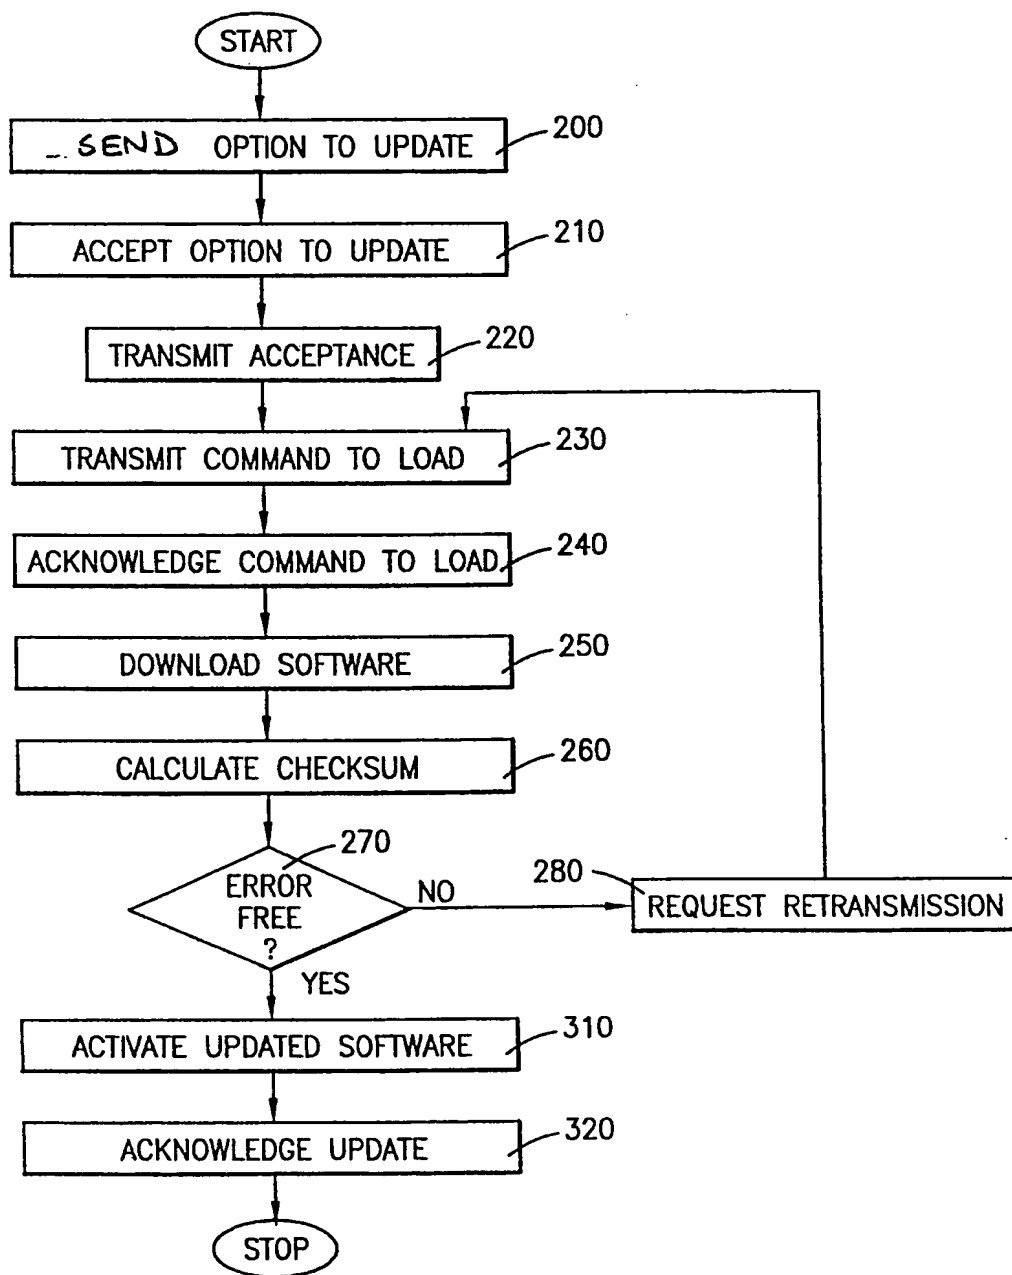 START
SEND OPTION TO UPDATE
200
ACCEPT OPTION TO UPDATE
210
TRANSMIT ACCEPTANCE
220
TRANSMIT COMMAND TO LOAD
230
ACKNOWLEDGE COMMAND TO LOAD
240
DOWNLOAD SOFTWARE
250
CALCULATE CHECKSUM
260
270
ERROR
FREE
?
NO
280
REQUEST RETRANSMISSION
YES
ACTIVATE UPDATED SOFTWARE
310
ACKNOWLEDGE UPDATE
320
STOP